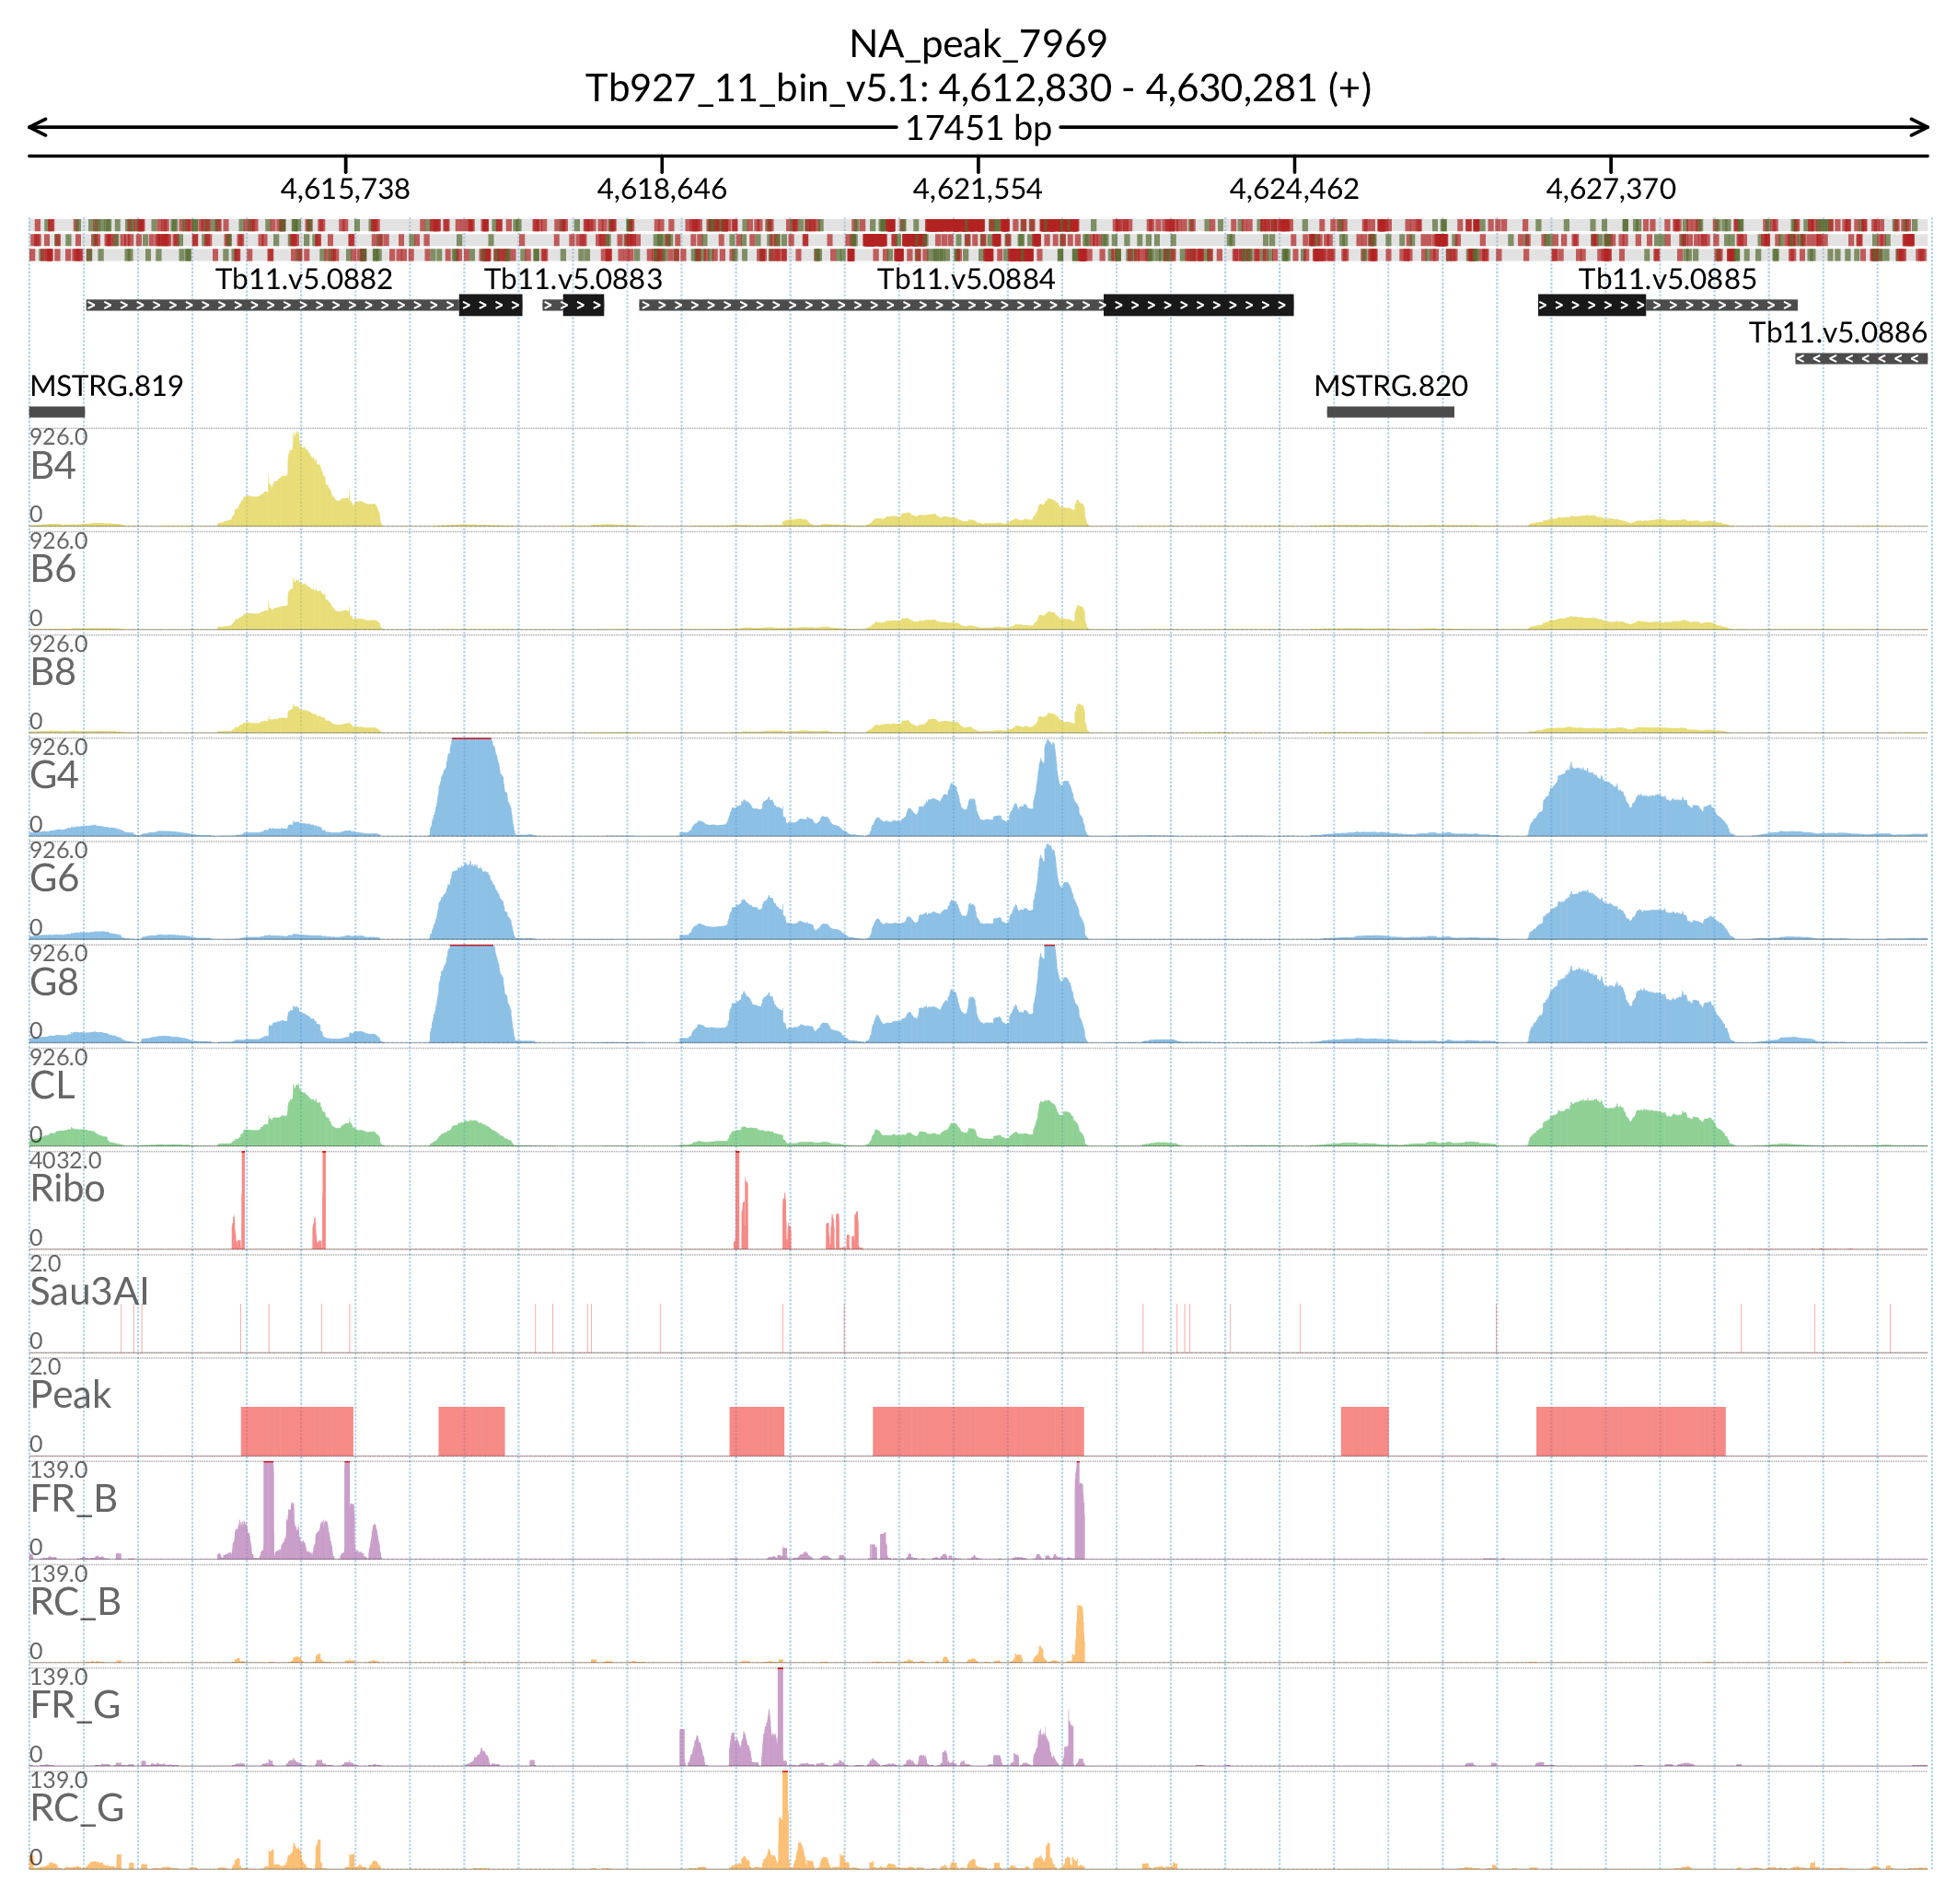 NA_peak_7969
Tb927_11_bin_v5.1: 4,612,830 - 4,630,281 (+)
17451 bp
4,615,738 4,618,646 4,621,554 4,624,462 4,627,370
Tb11.v5.0882 Tb11.v5.0883 Tb11.v5.0884 Tb11.v5.0885
Tb11.v5.0886
MSTRG.819 MSTRG.820
926.0
B4
0
926.0
B6
0
926.0
B8
0
926.0
G4
0
926.0
G6
0
926.0
G8
0
926.0
CL
0
4032.0
Ribo
0
2.0
Sau3AI
0
2.0
Peak
0
139.0
FR_B
0
139.0
RC_B
0
139.0
FR_G
0
139.0
RC_G
0